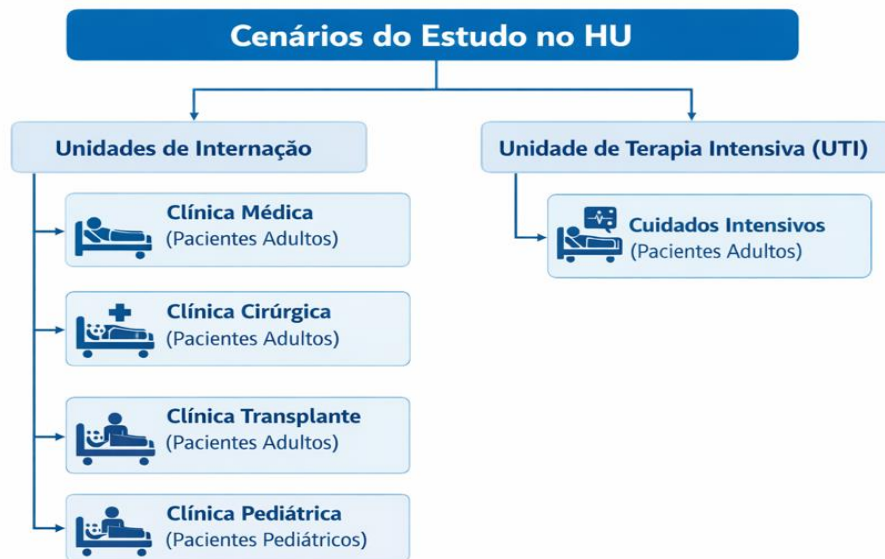 Cenários do Estudo no HU
Unidades de Internação
Clínica Médica
(Pacientes Adultos)
Clínica Cirúrgica
(Pacientes Adultos)
Clínica Transplante
(Pacientes Adultos)
Clínica Pediátrica
(Pacientes Pediátricos)
Unidade de Terapia Intensiva (UTI)
Cuidados Intensivos
(Pacientes Adultos)